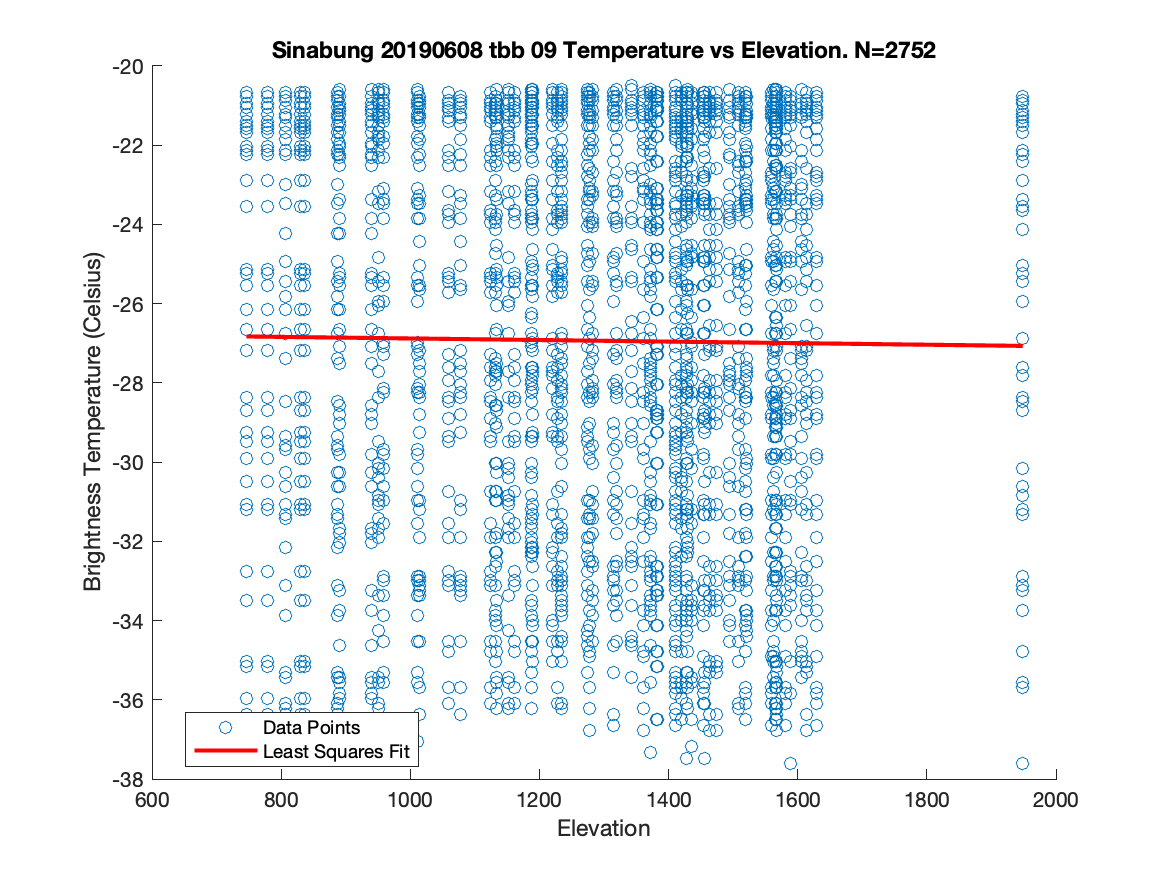 Sinabung 20190608 tbb 09 Temperature vs Elevation. N=2752
Brightness Temperature (Celsius)
-20
-22
-24
-26
-28
-30
-32
-34
-36
-38
Data Points
Least Squares Fit
600 800 1000 1200 1400 1600 1800 2000
Elevation